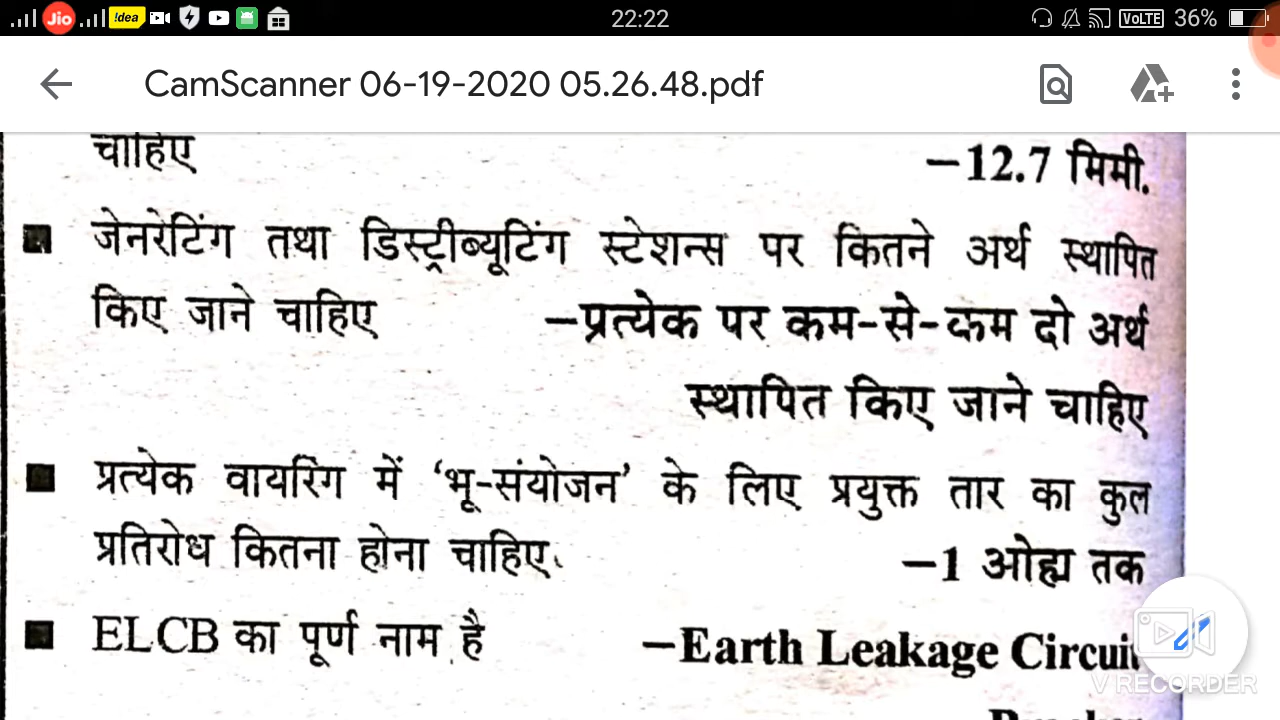 Jio !dea 22:22 VoLTE 36%
CamScanner 06-19-2020 05.26.48.pdf
चाहिए –12.7 मिमी.
जेनरेटिंग तथा डिस्ट्रीब्यूटिंग स्टेशन्स पर कितने अर्थ स्थापित
किए जाने चाहिए –प्रत्येक पर कम-से-कम दो अर्थ
स्थापित किए जाने चाहिए
प्रत्येक वायरिंग में ‘भू-संयोजन’ के लिए प्रयुक्त तार का कुल
प्रतिरोध कितना होना चाहिए –1 ओह्म तक
ELCB का पूर्ण नाम है –Earth Leakage Circuit
V RECORDER